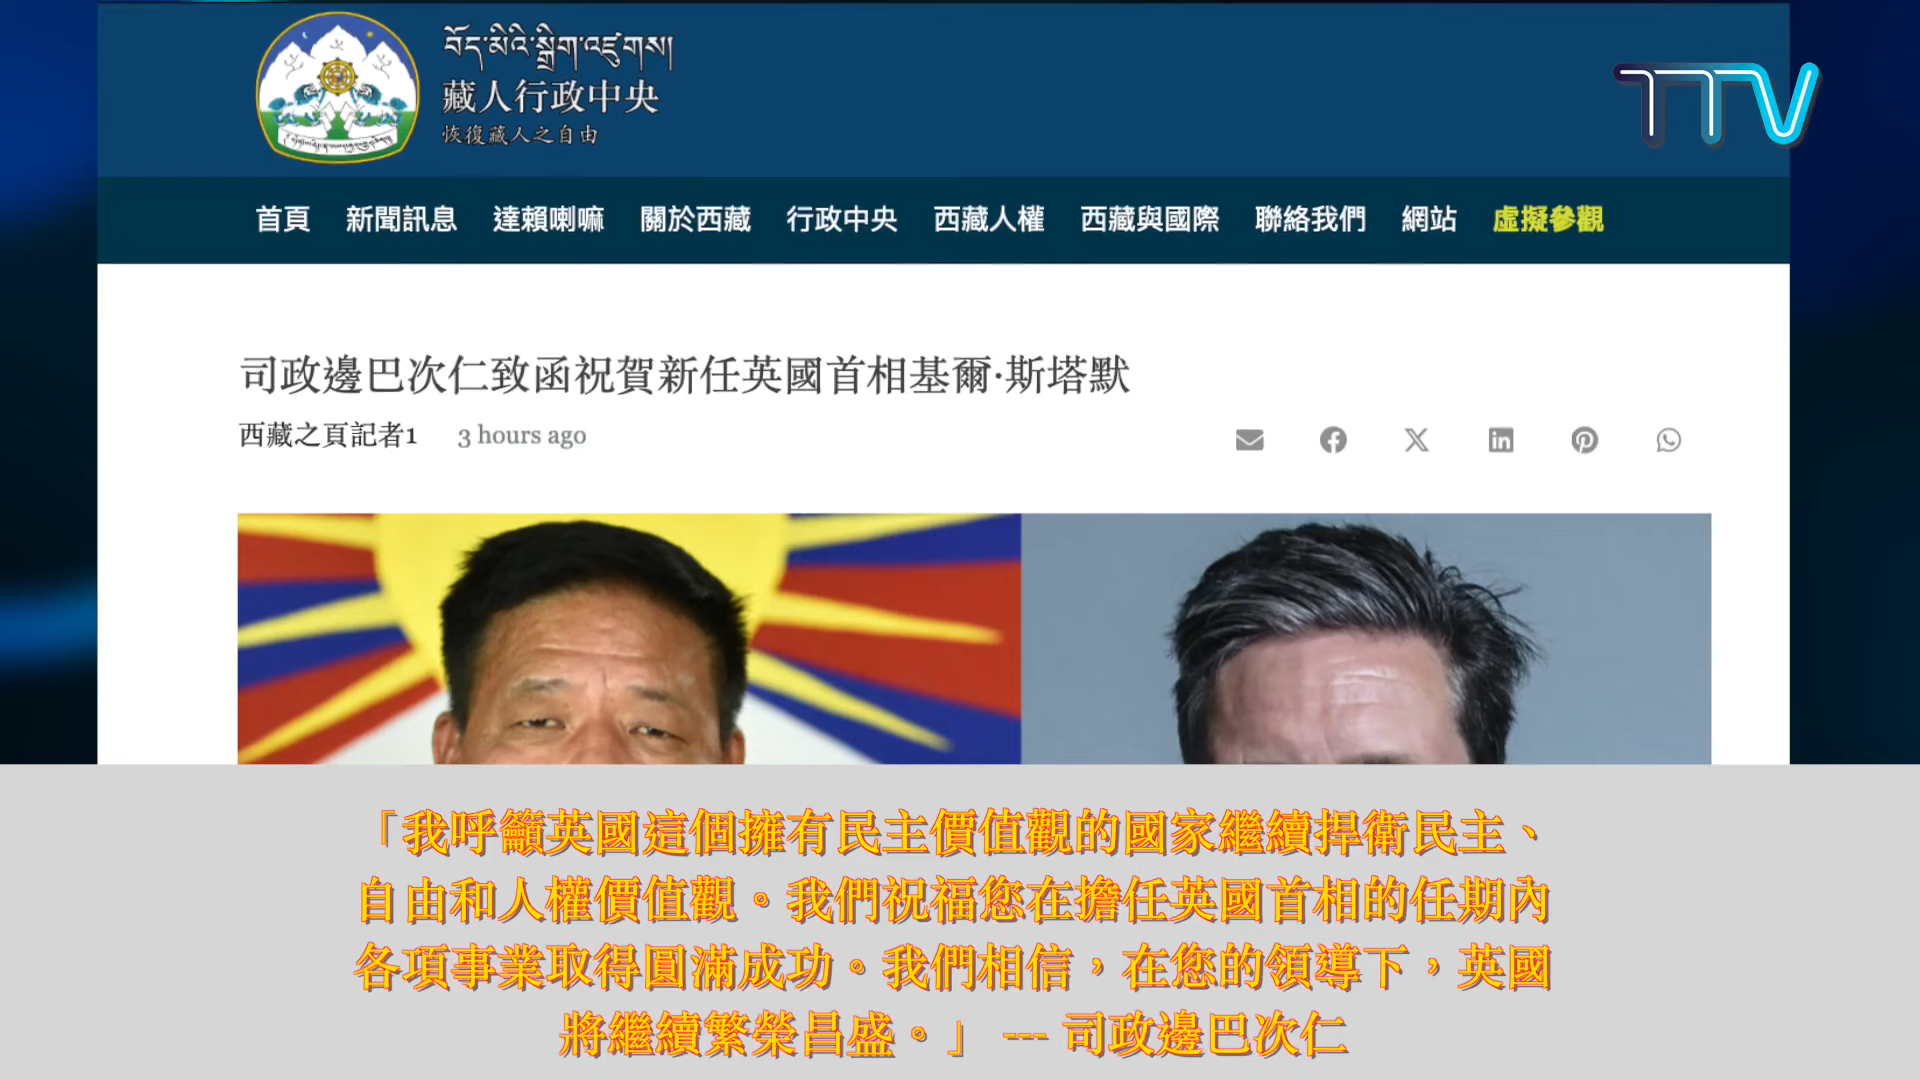 བོད་མིའི་སྒྲིག་འཛུགས།
藏人行政中央
恢復藏人之自由
TTV
首頁 新聞訊息 達賴喇嘛 關於西藏 行政中央 西藏人權 西藏與國際 聯絡我們 網站 虛擬參觀
司政邊巴次仁致函祝賀新任英國首相基爾·斯塔默
西藏之頁記者1 3 hours ago
「我呼籲英國這個擁有民主價值觀的國家繼續捍衛民主、
自由和人權價值觀。我們祝福您在擔任英國首相的任期內
各項事業取得圓滿成功。我們相信，在您的領導下，英國
將繼續繁榮昌盛。」 --- 司政邊巴次仁